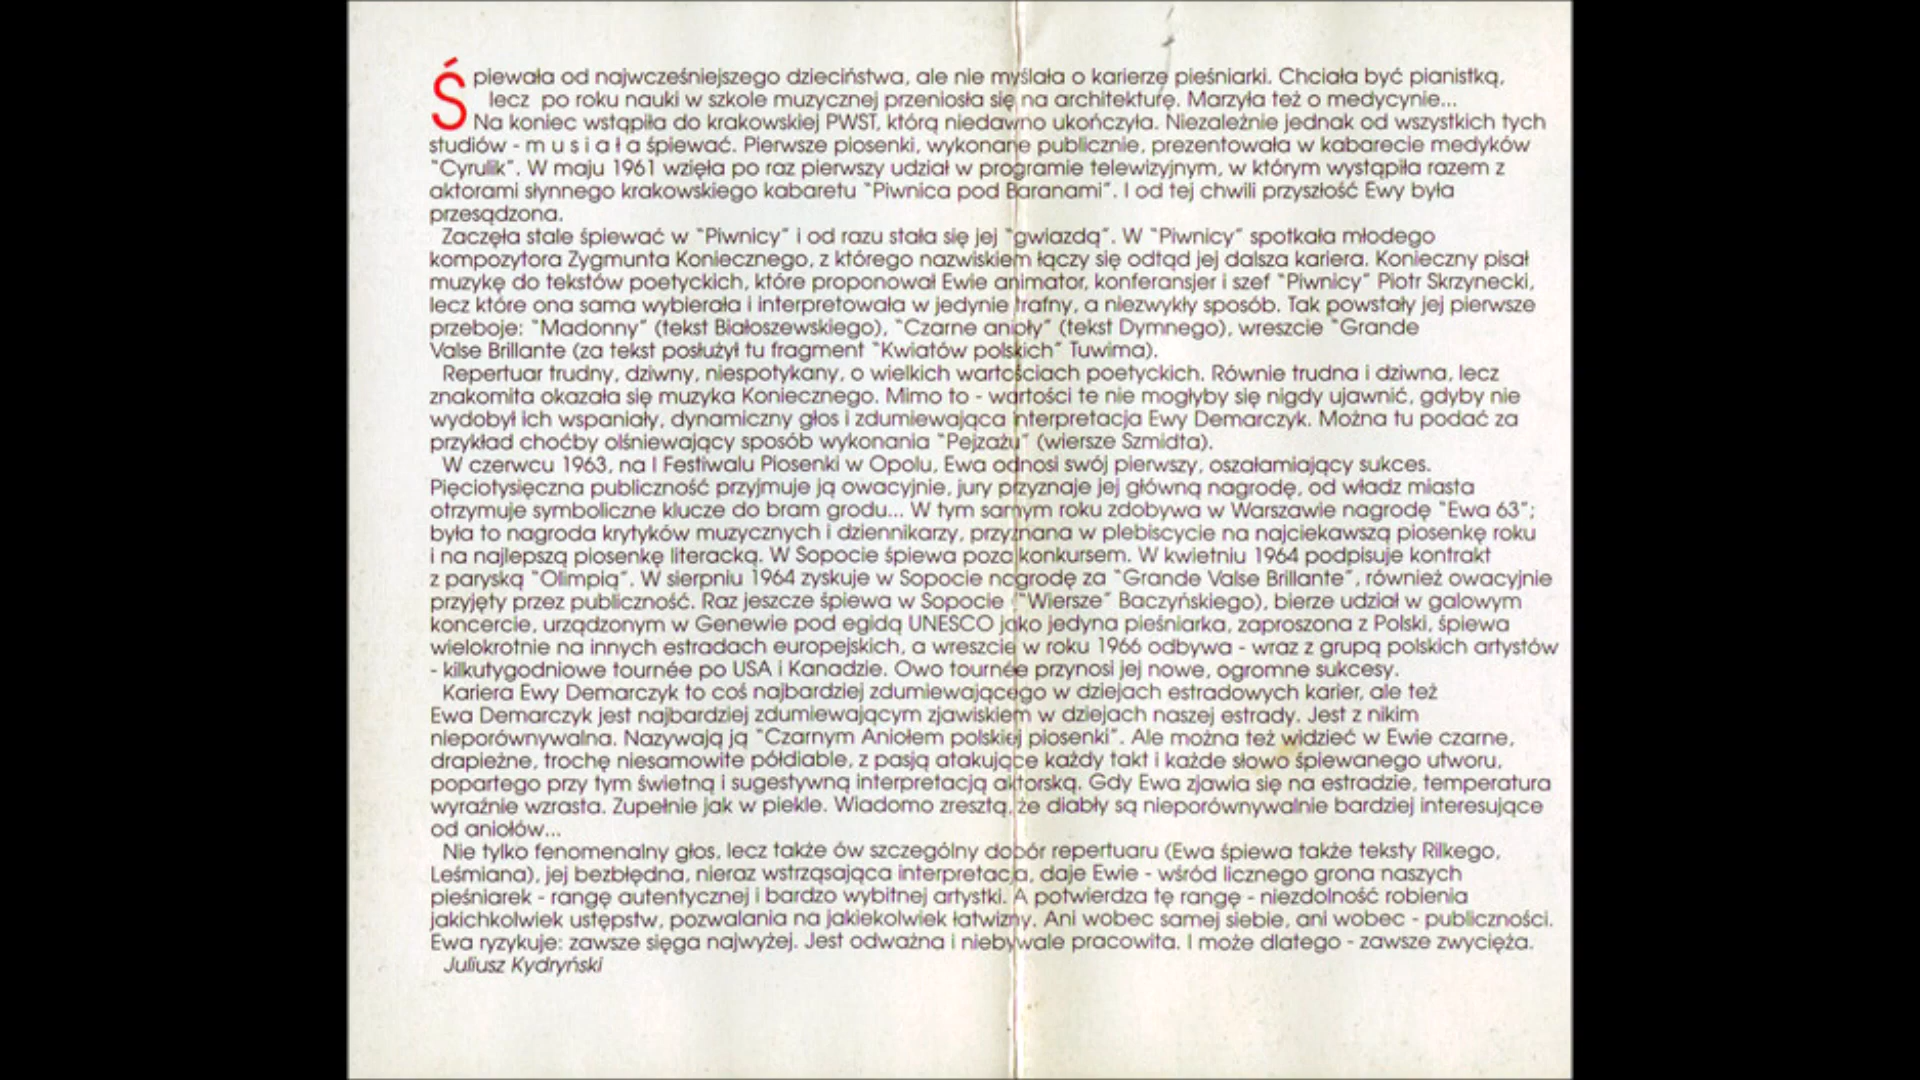 Śpiewała od najwcześniejszego dzieciństwa, ale nie myślała o karierze pieśniarki. Chciała być pianistką,
lecz po roku nauki w szkole muzycznej przeniosła się na architekturę. Marzyła też o medycynie...
Na koniec wstąpiła do krakowskiej PWST, którą niedawno ukończyła. Niezależnie jednak od wszystkich tych
studiów - m u s i a ł a śpiewać. Pierwsze piosenki, wykonane publicznie, prezentowała w kabarecie medyków
"Cyrulik". W maju 1961 wzięła po raz pierwszy udział w programie telewizyjnym, w którym wystąpiła razem z
aktorami słynnego krakowskiego kabaretu "Piwnica pod Baranami". I od tej chwili przyszłość Ewy była
przesądzona.
Zaczęła stale śpiewać w "Piwnicy" i od razu stała się jej "gwiazdą". W "Piwnicy" spotkała młodego
kompozytora Zygmunta Koniecznego, z którego nazwiskiem łączy się odtąd jej dalsza kariera. Konieczny pisał
muzykę do tekstów poetyckich, które proponował Ewie animator, konferansjer i szef "Piwnicy" Piotr Skrzynecki,
lecz które ona sama wybierała i interpretowała w jedynie trafny, a niezwykły sposób. Tak powstały jej pierwsze
przeboje: "Madonny" (tekst Białoszewskiego), "Czarne anioły" (tekst Dymnego), wreszcie "Grande
Valse Brillante (za tekst posłużył tu fragment "Kwiatów polskich" Tuwima).
Repertuar trudny, dziwny, niespotykany, o wielkich wartościach poetyckich. Równie trudna i dziwna, lecz
znakomita okazała się muzyka Koniecznego. Mimo to - wartości te nie mogłyby się nigdy ujawnić, gdyby nie
wydobył ich wspaniały, dynamiczny głos i zdumiewająca interpretacja Ewy Demarczyk. Można tu podać za
przykład choćby olśniewający sposób wykonania "Pejzażu" (wiersze Szmidta).
W czerwcu 1963, na I Festiwalu Piosenki w Opolu, Ewa odnosi swój pierwszy, oszałamiający sukces.
Pięciotysięczna publiczność przyjmuje ją owacyjnie, jury przyznaje jej główną nagrodę, od władz miasta
otrzymuje symboliczne klucze do bram grodu... W tym samym roku zdobywa w Warszawie nagrodę "Ewa 63";
była to nagroda krytyków muzycznych i dziennikarzy, przyznana w plebiscycie na najciekawszą piosenkę roku
i na najlepszą piosenkę literacką. W Sopocie śpiewa poza konkursem. W kwietniu 1964 podpisuje kontrakt
z paryską "Olimpią". W sierpniu 1964 zyskuje w Sopocie nagrodę za "Grande Valse Brillante", również owacyjnie
przyjęty przez publiczność. Raz jeszcze śpiewa w Sopocie ("Wiersze" Baczyńskiego), bierze udział w galowym
koncercie, urządzonym w Genewie pod egidą UNESCO jako jedyna pieśniarka, zaproszona z Polski, śpiewa
wielokrotnie na innych estradach europejskich, a wreszcie w roku 1966 odbywa - wraz z grupą polskich artystów
- kilkutygodniowe tournée po USA i Kanadzie. Owo tournée przynosi jej nowe, ogromne sukcesy.
Kariera Ewy Demarczyk to coś najbardziej zdumiewającego w dziejach estradowych karier, ale też
Ewa Demarczyk jest najbardziej zdumiewającym zjawiskiem w dziejach naszej estrady. Jest z nikim
nieporównywalna. Nazywają ją "Czarnym Aniołem polskiej piosenki". Ale można też widzieć w Ewie czarne,
drapieżne, trochę niesamowite półdiable, z pasją atakujące każdy takt i każde słowo śpiewanego utworu,
popartego przy tym świetną i sugestywną interpretacją aktorską. Gdy Ewa zjawia się na estradzie, temperatura
wyraźnie wzrasta. Zupełnie jak w piekle. Wiadomo zresztą, że diabły są nieporównywalnie bardziej interesujące
od aniołów...
Nie tylko fenomenalny głos, lecz także ów szczególny dobór repertuaru (Ewa śpiewa także teksty Rilkego,
Leśmiana), jej bezbłędna, nieraz wstrząsająca interpretacja, daje Ewie - wśród licznego grona naszych
pieśniarek - rangę autentycznej i bardzo wybitnej artystki. A potwierdza tę rangę - niezdolność robienia
jakichkolwiek ustępstw, pozwalania na jakiekolwiek łatwizny. Ani wobec samej siebie, ani wobec - publiczności.
Ewa ryzykuje: zawsze sięga najwyżej. Jest odważna i niebywale pracowita. I może dlatego - zawsze zwycięża.
Juliusz Kydryński